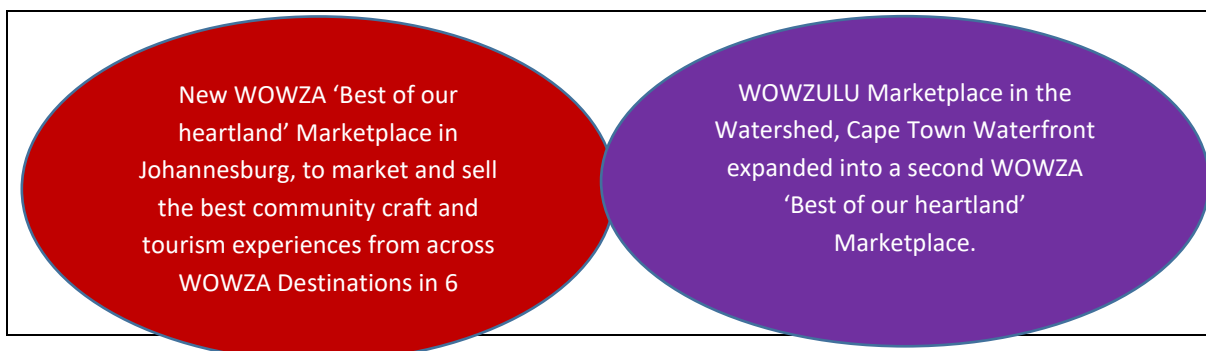 New WOWZA ‘Best of our
heartland’ Marketplace in
Johannesburg, to market and sell
the best community craft and
tourism experiences from across
WOWZA Destinations in 6
WOWZULU Marketplace in the
Watershed, Cape Town Waterfront
expanded into a second WOWZA
‘Best of our heartland’
Marketplace.